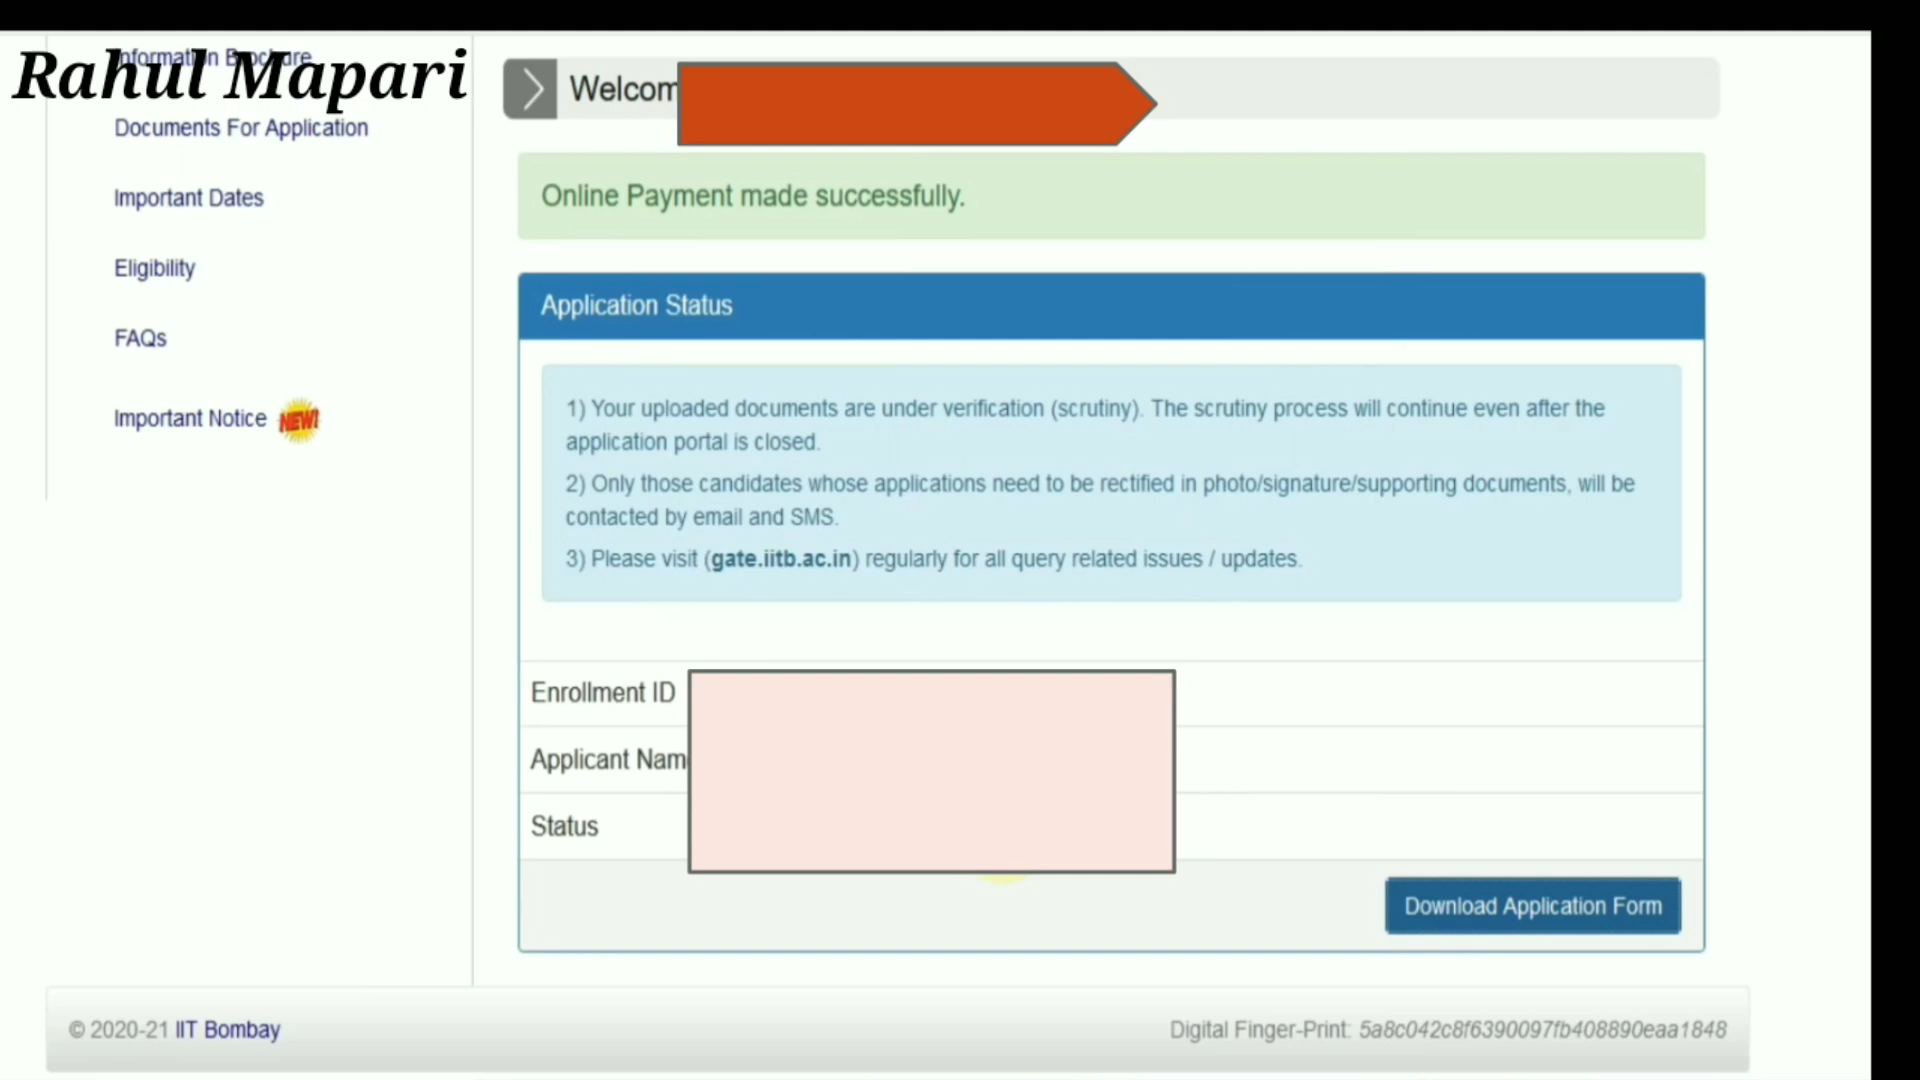 Information Brochure
Rahul Mapari
Documents For Application
Important Dates
Eligibility
FAQs
Important Notice NEW!
Welcom
Online Payment made successfully.
Application Status
1) Your uploaded documents are under verification (scrutiny). The scrutiny process will continue even after the
application portal is closed.
2) Only those candidates whose applications need to be rectified in photo/signature/supporting documents, will be
contacted by email and SMS.
3) Please visit (gate.iitb.ac.in) regularly for all query related issues / updates.
Enrollment ID
Applicant Nam
Status
Download Application Form
© 2020-21 IIT Bombay
Digital Finger-Print: 5a8c042c8f6390097fb408890eaa1848